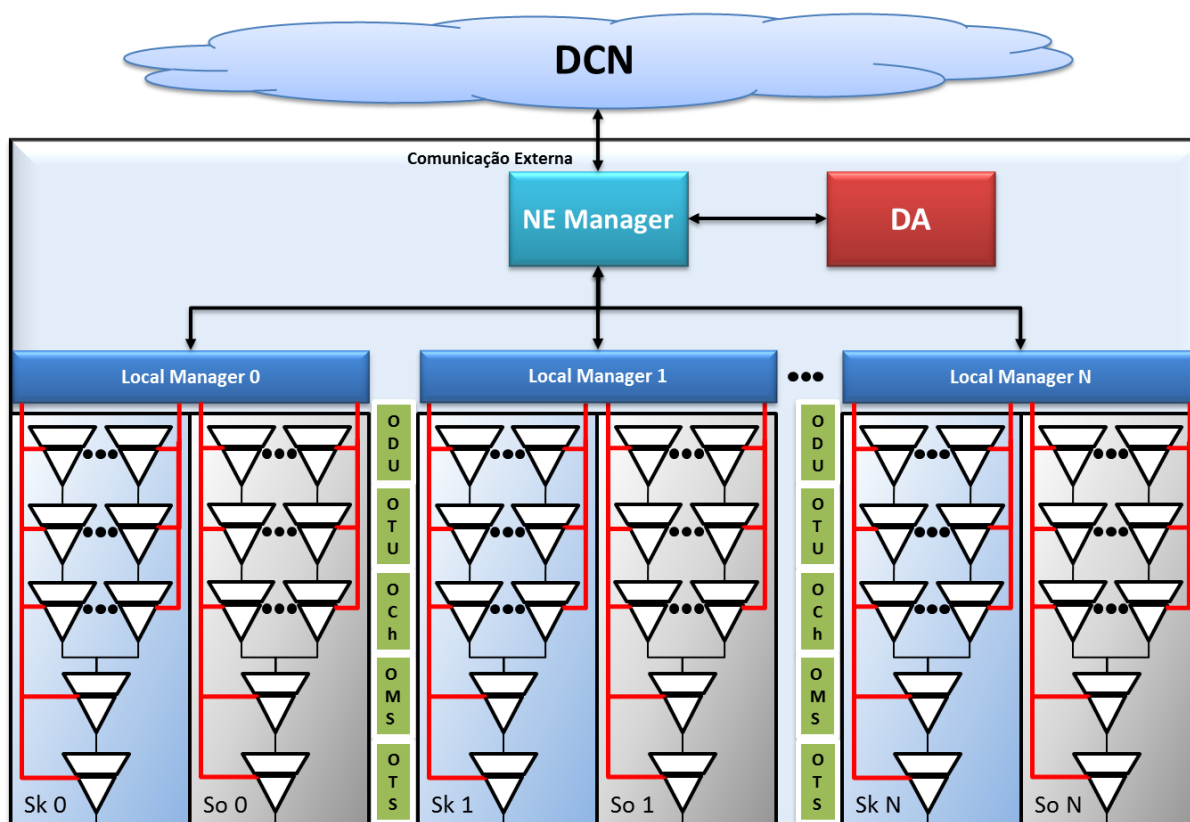 DCN
Comunicação Externa
NE Manager
DA
Local Manager 0
Local Manager 1
Local Manager N
O
D
U
O
D
U
O
T
U
O
T
U
O
C
h
O
C
h
O
M
S
O
M
S
O
T
S
O
T
S
Sk 0
So 0
Sk 1
So 1
Sk N
So N